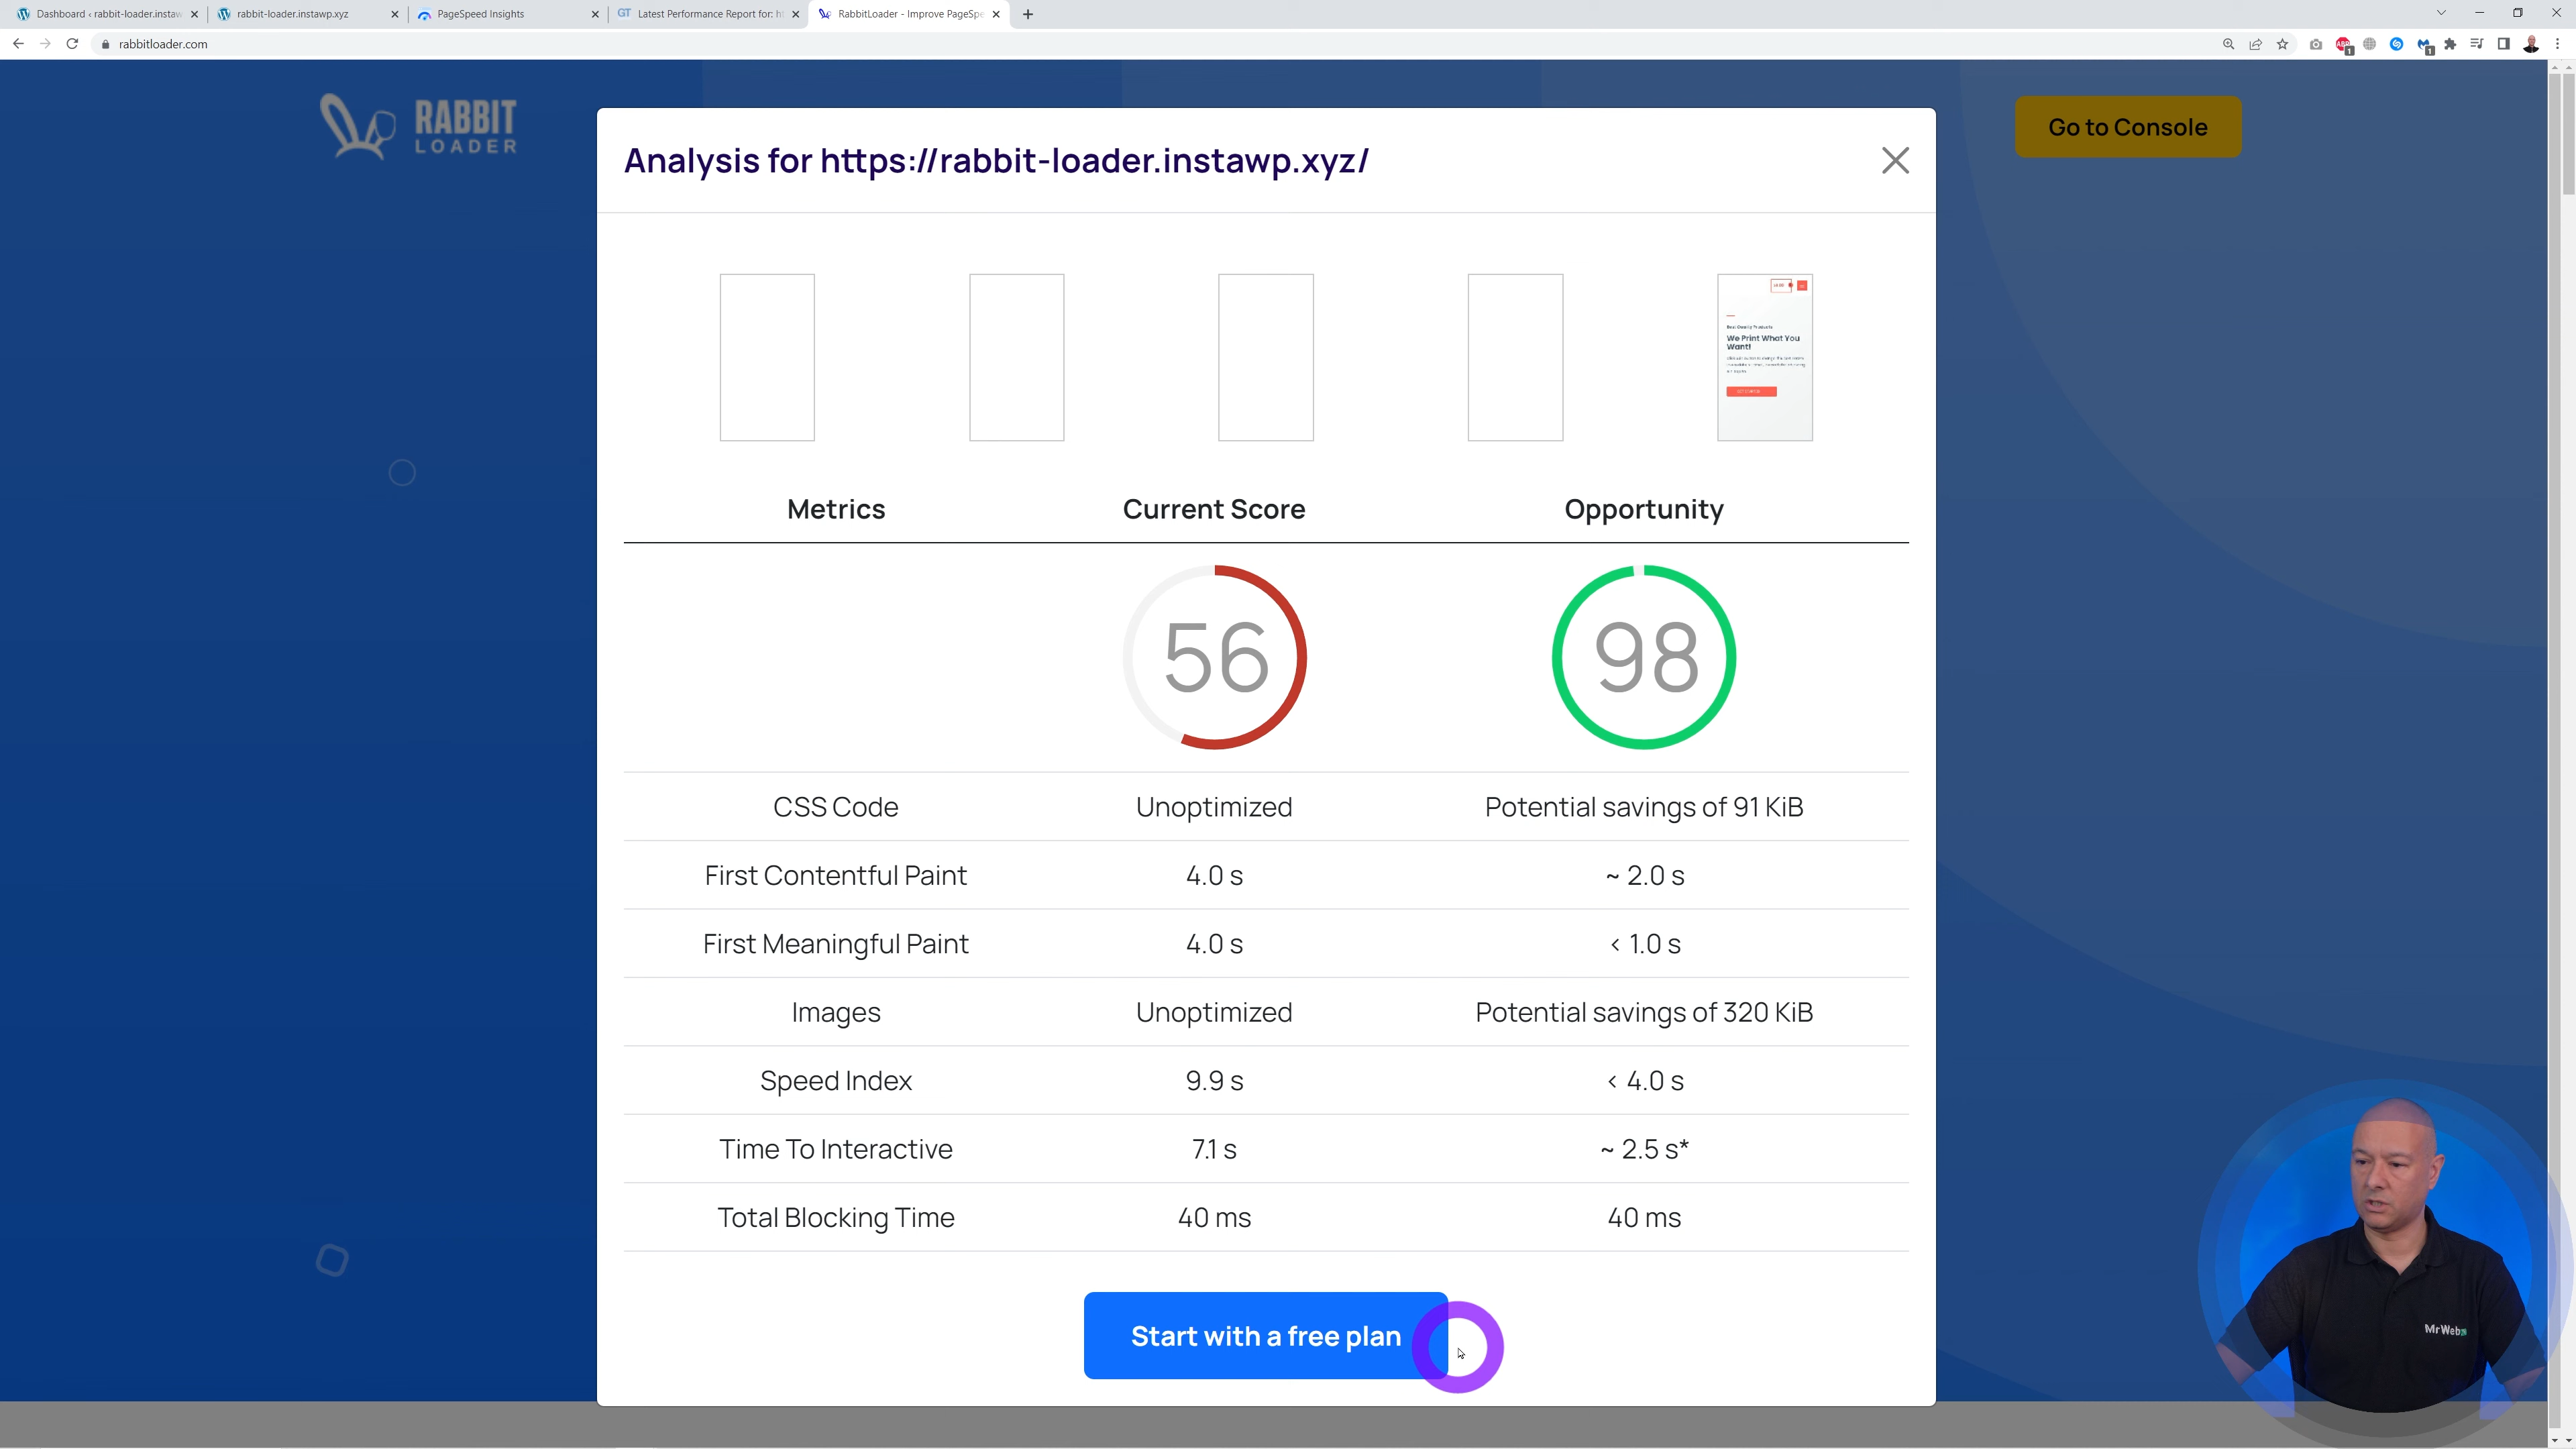 Dashboard ‹ rabbit-loader.instaw
rabbit-loader.instawp.xyz
PageSpeed Insights
GT Latest Performance Report for: h
RabbitLoader - Improve PageSpe
rabbitloader.com
RABBIT
LOADER
Go to Console
Analysis for https://rabbit-loader.instawp.xyz/
We Print What You
Want!
Metrics Current Score Opportunity
56 98
CSS Code Unoptimized Potential savings of 91 KiB
First Contentful Paint 4.0 s ~ 2.0 s
First Meaningful Paint 4.0 s < 1.0 s
Images Unoptimized Potential savings of 320 KiB
Speed Index 9.9 s < 4.0 s
Time To Interactive 7.1 s ~ 2.5 s*
Total Blocking Time 40 ms 40 ms
Start with a free plan
MrWeb